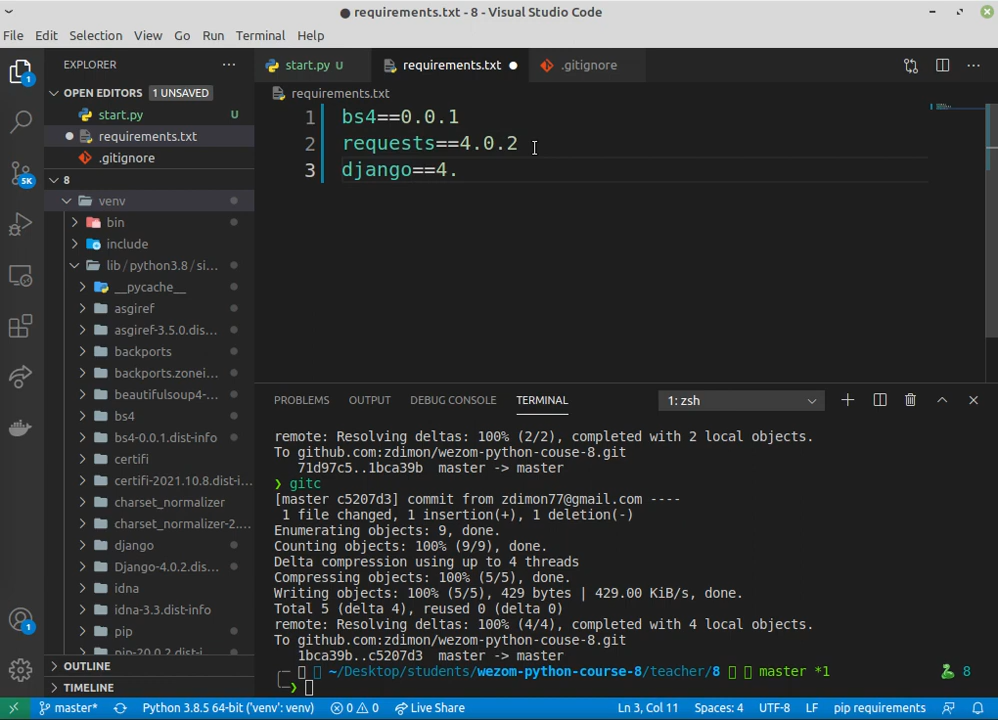 requirements.txt - 8 - Visual Studio Code
File Edit Selection View Go Run Terminal Help
EXPLORER
start.py U
requirements.txt
.gitignore
OPEN EDITORS 1 UNSAVED
start.py U
requirements.txt
.gitignore
8
venv
bin
include
lib / python3.8 / si...
__pycache__
asgiref
asgiref-3.5.0.dis...
backports
backports.zonei...
beautifulsoup4-...
bs4
bs4-0.0.1.dist-info
certifi
certifi-2021.10.8.dist-i...
charset_normalizer
charset_normalizer-2....
django
Django-4.0.2.dis...
idna
idna-3.3.dist-info
pip
pip-20.0.2.dist-i...
OUTLINE
TIMELINE
1
5K
1
requirements.txt
1 bs4==0.0.1
2 requests==4.0.2
3 django==4.
PROBLEMS OUTPUT DEBUG CONSOLE TERMINAL 1: zsh
remote: Resolving deltas: 100% (2/2), completed with 2 local objects.
To github.com:zdimon/wezom-python-couse-8.git
71d97c5..1bca39b master -> master
❯ gitc
[master c5207d3] commit from zdimon77@gmail.com ----
1 file changed, 1 insertion(+), 1 deletion(-)
Enumerating objects: 9, done.
Counting objects: 100% (9/9), done.
Delta compression using up to 4 threads
Compressing objects: 100% (5/5), done.
Writing objects: 100% (5/5), 429 bytes | 429.00 KiB/s, done.
Total 5 (delta 4), reused 0 (delta 0)
remote: Resolving deltas: 100% (4/4), completed with 4 local objects.
To github.com:zdimon/wezom-python-couse-8.git
1bca39b..c5207d3 master -> master
~/Desktop/students/wezom-python-course-8/teacher/8 master *1 8
master* Python 3.8.5 64-bit ('venv': venv) 0 0 Live Share Ln 3, Col 11 Spaces: 4 UTF-8 LF pip requirements